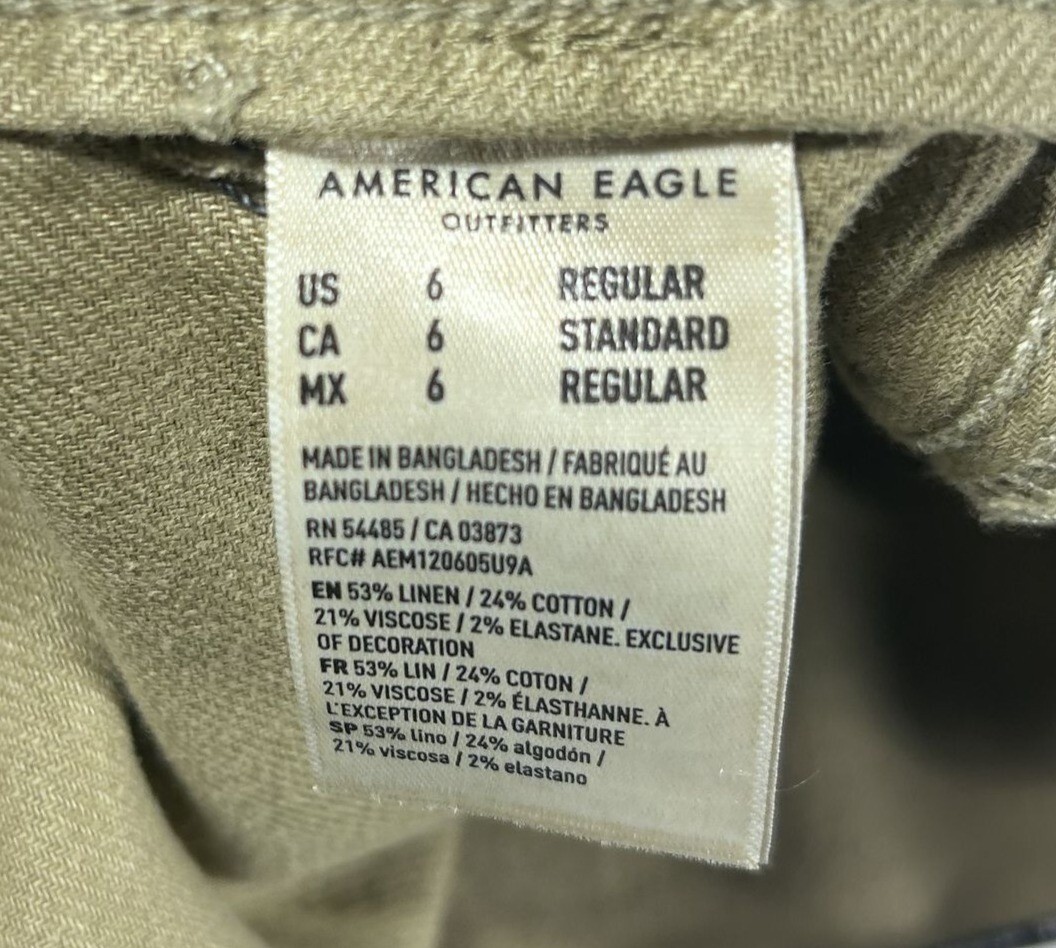 AMERICAN EAGLE
OUTFITTERS
US 6 REGULAR
CA 6 STANDARD
MX 6 REGULAR
MADE IN BANGLADESH / FABRIQUÉ AU
BANGLADESH / HECHO EN BANGLADESH
RN 54485 / CA 03873
RFC# AEM120605U9A
EN 53% LINEN / 24% COTTON /
21% VISCOSE / 2% ELASTANE. EXCLUSIVE
OF DECORATION
FR 53% LIN / 24% COTON /
21% VISCOSE / 2% ÉLASTHANNE. À
L'EXCEPTION DE LA GARNITURE
SP 53% lino / 24% algodón /
21% viscosa / 2% elastano